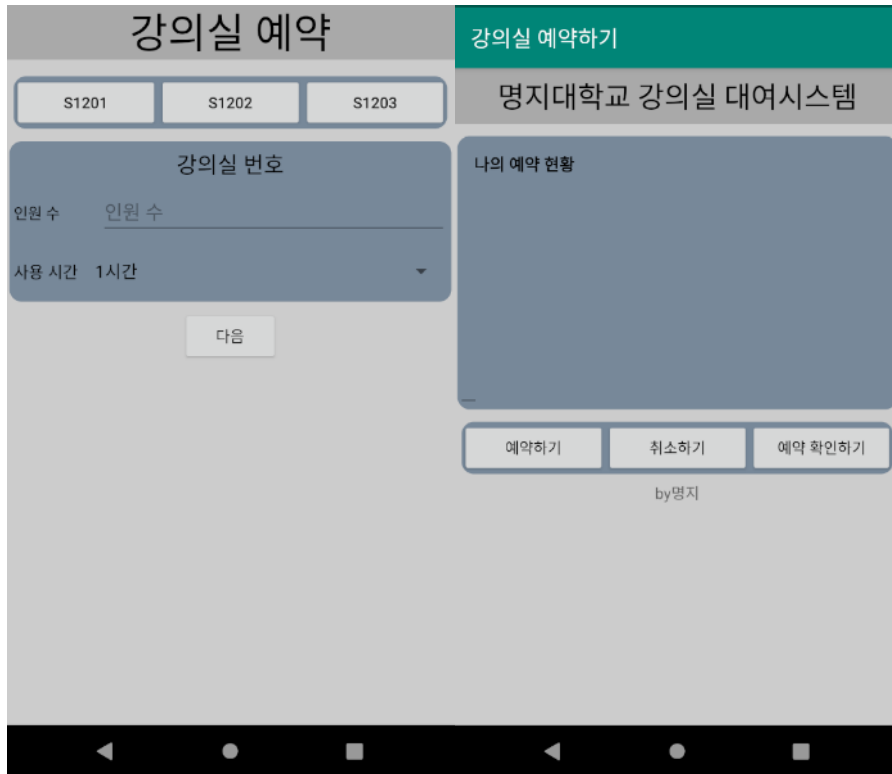 강의실 예약
S1201 S1202 S1203
강의실 번호
인원 수 인원 수
사용 시간 1시간
다음
강의실 예약하기
명지대학교 강의실 대여시스템
나의 예약 현황
예약하기 취소하기 예약 확인하기
by명지